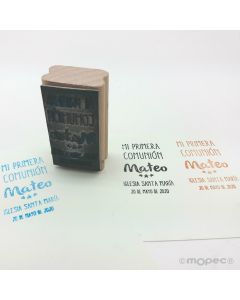 MI PRIMERA
COMUNIÓN
Mateo
IGLESIA SANTA MARÍA
20 DE MAYO DE 2020
MI PRIMERA
COMUNIÓN
Mateo
IGLESIA SANTA MARÍA
20 DE MAYO DE 2020
MI PRIMERA
COMUNIÓN
Mateo
IGLESIA SANTA MARÍA
20 DE MAYO DE 2020
©mopec®